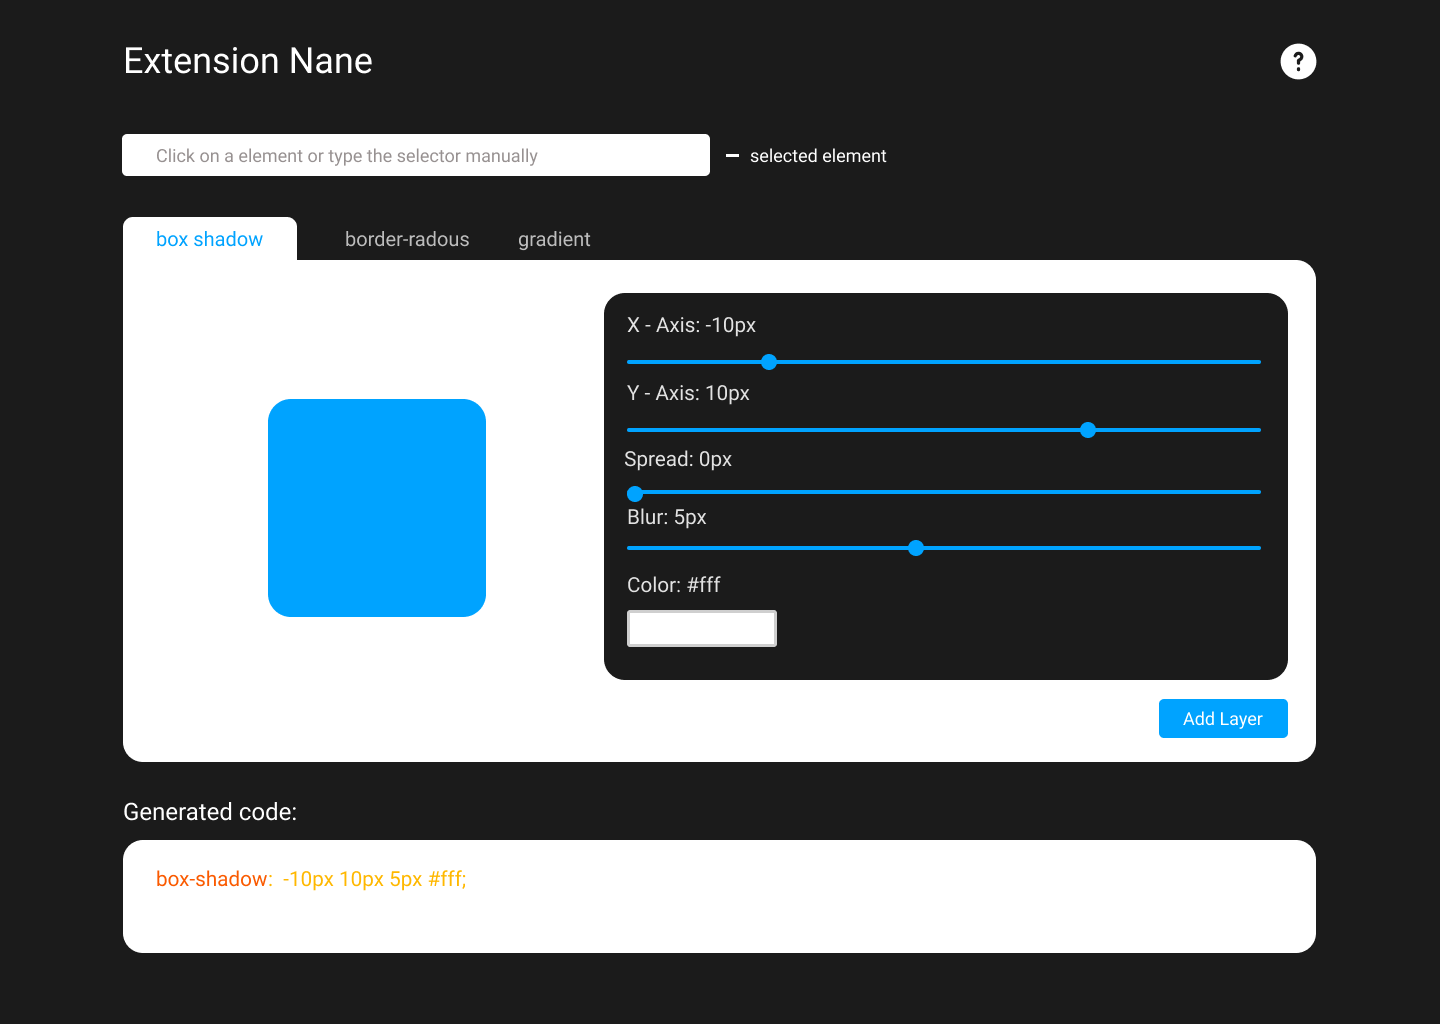 Extension Nane
?
Click on a element or type the selector manually
selected element
box shadow
border-radous
gradient
X - Axis: -10px
Y - Axis: 10px
Spread: 0px
Blur: 5px
Color: #fff
Add Layer
Generated code:
box-shadow: -10px 10px 5px #fff;